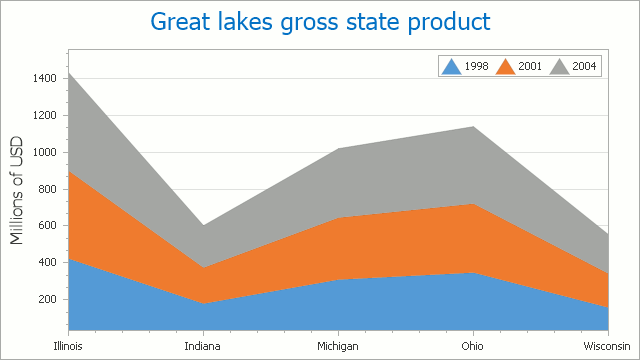 Great lakes gross state product
1998 2001 2004
Millions of USD
1400
1200
1000
800
600
400
200
Illinois Indiana Michigan Ohio Wisconsin